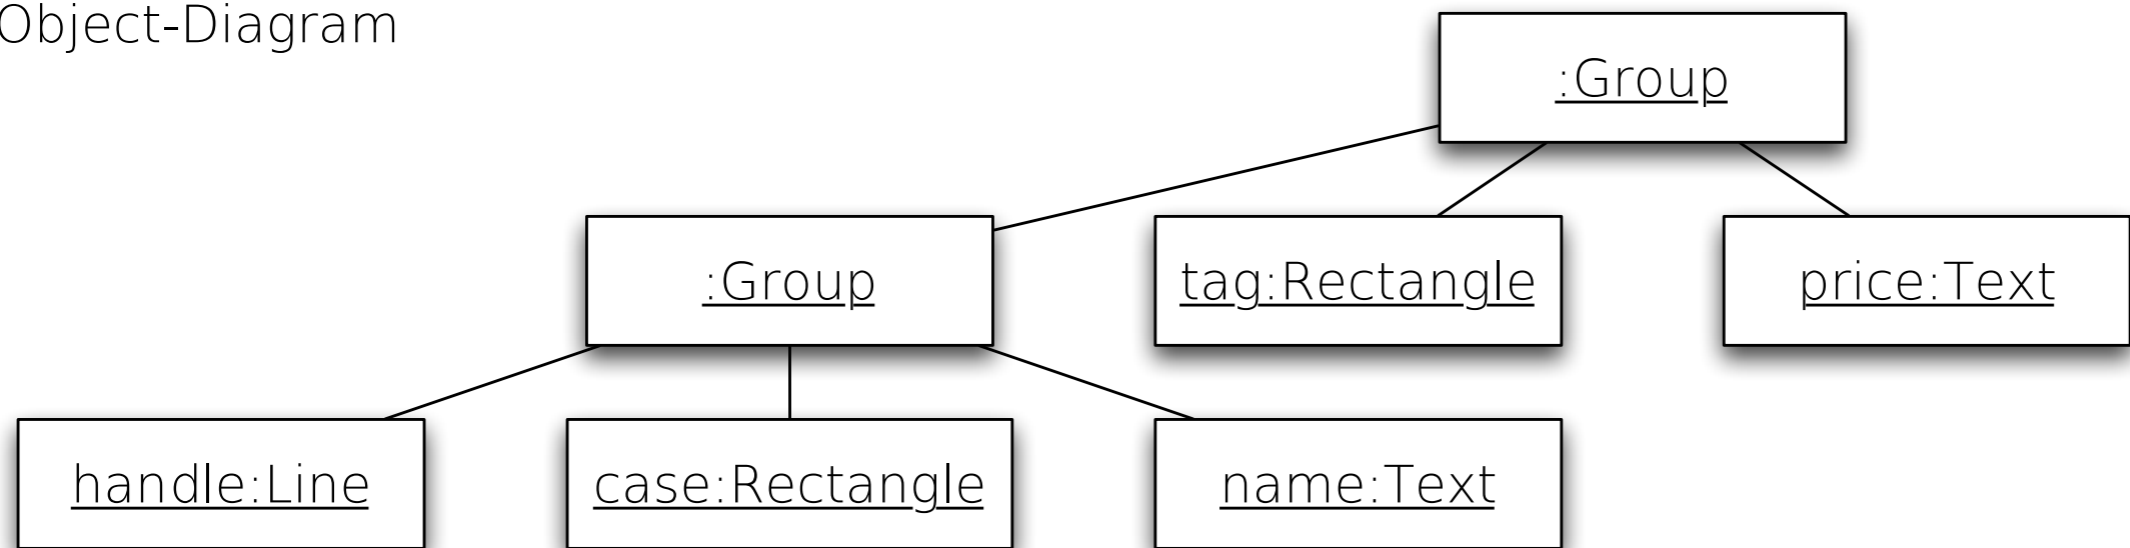 Object-Diagram
:Group
:Group
tag:Rectangle
price:Text
handle:Line
case:Rectangle
name:Text